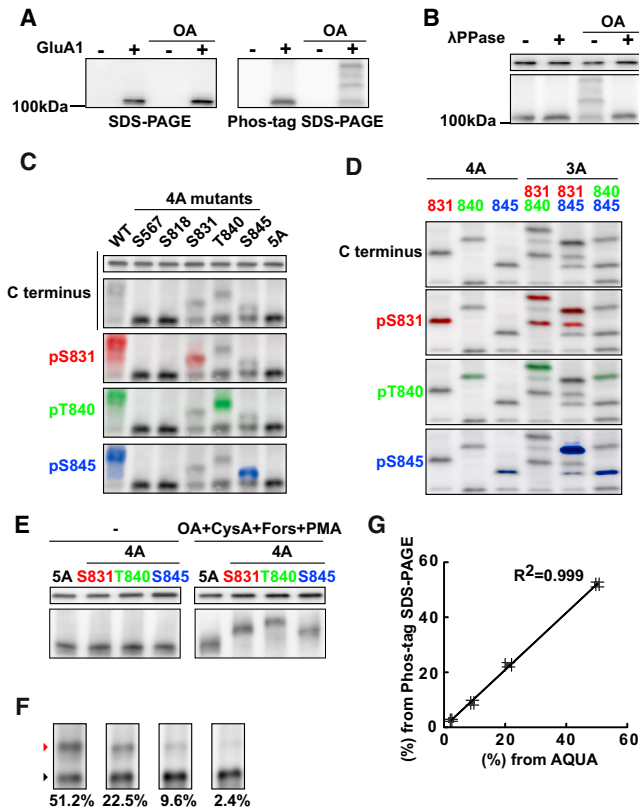 A
OA
GluA1 - + - +
- + - +
100kDa
SDS-PAGE
Phos-tag SDS-PAGE
B
OA
λPPase - + - +
100kDa
C
4A mutants
WT S567 S818 S831 T840 S845 5A
C terminus
pS831
pT840
pS845
D
4A 3A
831 831 840
831 840 845 840 845 845
C terminus
pS831
pT840
pS845
E
- OA+CysA+Fors+PMA
4A 4A
5A S831 T840 S845 5A S831 T840 S845
F
51.2% 22.5% 9.6% 2.4%
G
(%) from Phos-tag SDS-PAGE
60
40
20
0
R²=0.999
0 20 40 60
(%) from AQUA